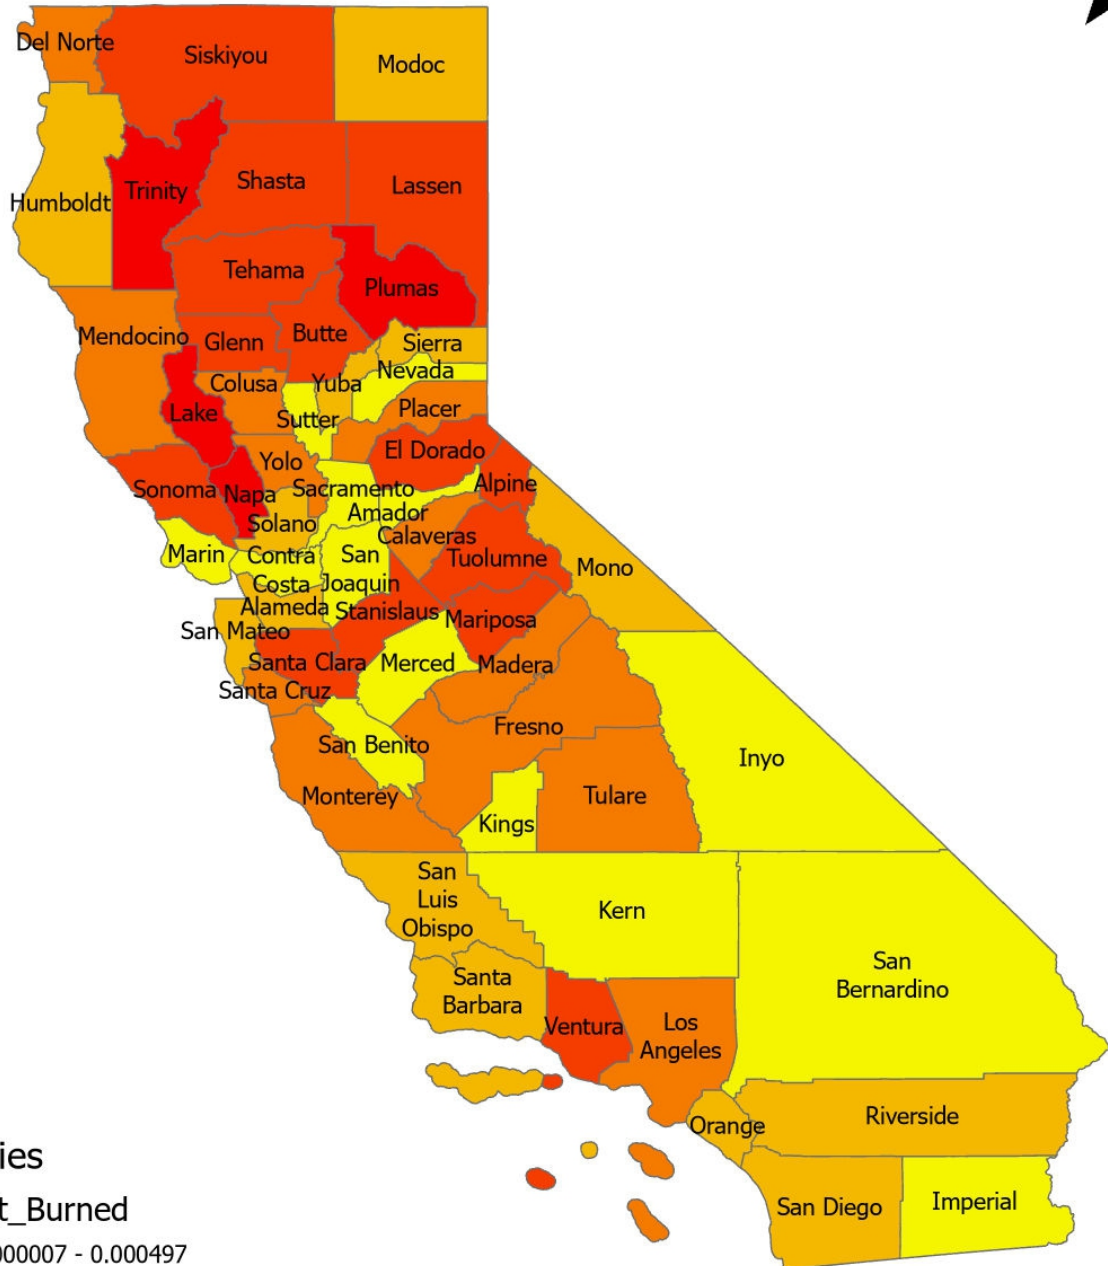 Del Norte
Siskiyou
Modoc
Humboldt
Trinity
Shasta
Lassen
Tehama
Plumas
Mendocino
Glenn
Butte
Sierra
Nevada
Colusa
Yuba
Lake
Sutter
Placer
El Dorado
Yolo
Sonoma
Napa
Sacramento
Alpine
Amador
Solano
Calaveras
Marin
Contra
Costa
San
Joaquin
Tuolumne
Mono
Alameda
Stanislaus
Mariposa
San Mateo
Santa Clara
Merced
Madera
Santa Cruz
Fresno
San Benito
Inyo
Monterey
Tulare
Kings
San
Luis
Obispo
Kern
San
Bernardino
Santa
Barbara
Ventura
Los
Angeles
Orange
Riverside
San Diego
Imperial
ies
t_Burned
000007 - 0.000497